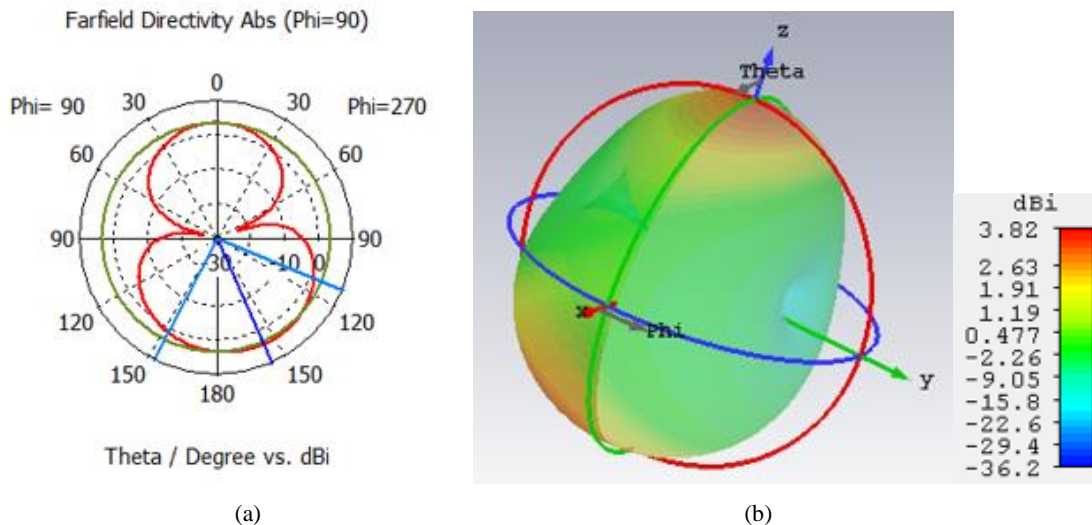 Farfield Directivity Abs (Phi=90)
Phi= 90
30
0
30
Phi=270
60
60
90
-30
-10
0
90
120
120
150
150
180
Theta / Degree vs. dBi
(a)
z
Theta
x
Phi
y
(b)
dBi
3.82
2.63
1.91
1.19
0.477
-2.26
-9.05
-15.8
-22.6
-29.4
-36.2